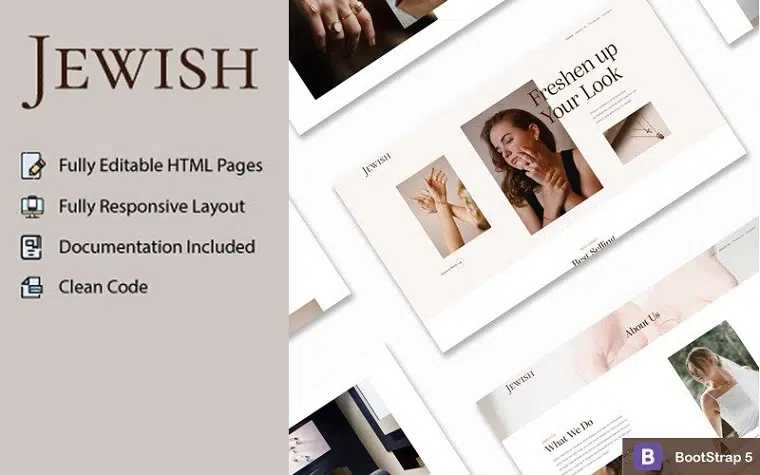 JEWISH
Fully Editable HTML Pages
Fully Responsive Layout
Documentation Included
Clean Code
Freshen up
Your Look
JEWISH
Best Selling
About Us
JEWISH
What We Do
B BootStrap 5